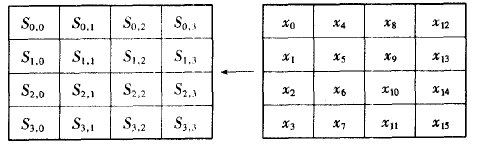 S0,0 S0,1 S0,2 S0,3 x0 x4 x8 x12
S1,0 S1,1 S1,2 S1,3 x1 x5 x9 x13
S2,0 S2,1 S2,2 S2,3 x2 x6 x10 x14
S3,0 S3,1 S3,2 S3,3 x3 x7 x11 x15